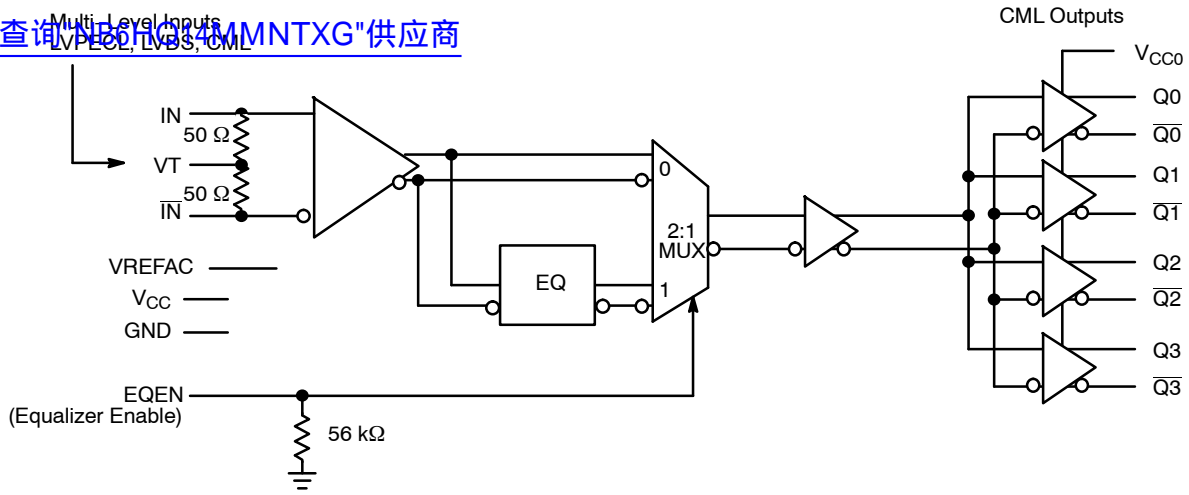 Multi-Level Inputs
LVPECL, LVDS, CML
查询"NB6HQ14MMNTXG"供应商
CML Outputs
VCC0
IN
50 Ω
VT
50 Ω
IN
VREFAC
VCC
GND
EQEN
(Equalizer Enable)
56 kΩ
EQ
0
2:1
MUX
1
Q0
Q0
Q1
Q1
Q2
Q2
Q3
Q3